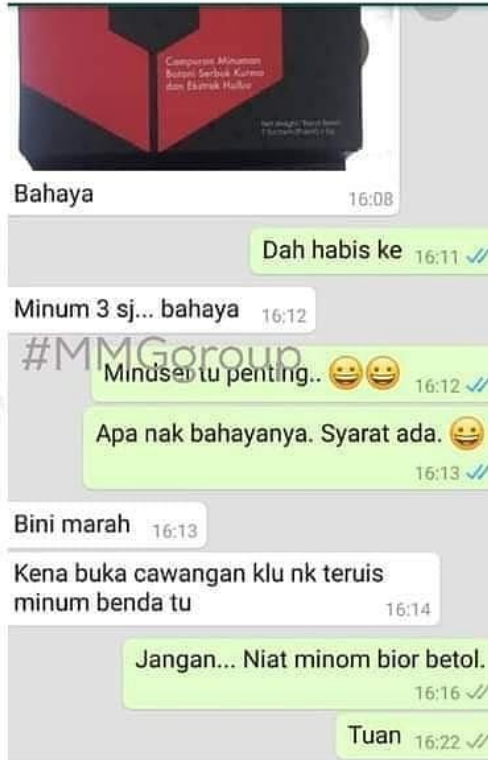 Campuran Minuman
Botani Serbuk Kurma
dan Ekstrak Halba
Bahaya
16:08
Dah habis ke 16:11
Minum 3 sj... bahaya 16:12
#MMGgroup
Mindset tu penting.. 😀😀 16:12
Apa nak bahayanya. Syarat ada. 😀
16:13
Bini marah 16:13
Kena buka cawangan klu nk teruis
minum benda tu 16:14
Jangan... Niat minom bior betol.
16:16
Tuan 16:22